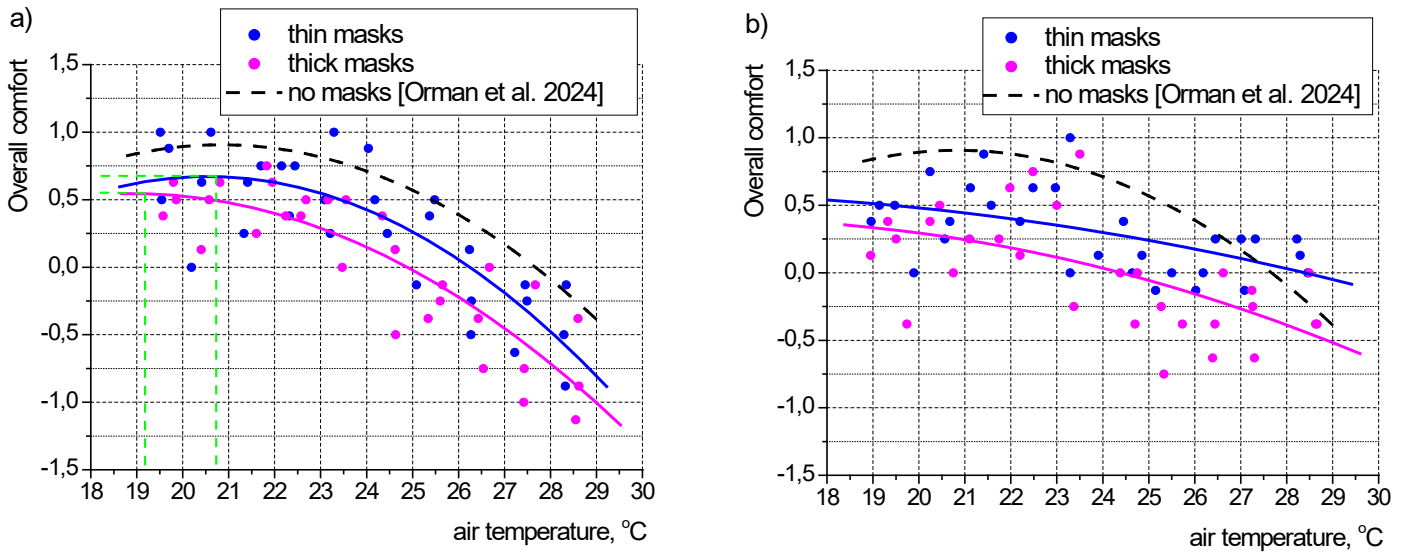 a)
thin masks
thick masks
no masks [Orman et al. 2024]
Overall comfort
1,5
1,0
0,5
0,0
-0,5
-1,0
-1,5
18 19 20 21 22 23 24 25 26 27 28 29 30
air temperature, °C
b)
thin masks
thick masks
no masks [Orman et al. 2024]
Overall comfort
1,5
1,0
0,5
0,0
-0,5
-1,0
-1,5
18 19 20 21 22 23 24 25 26 27 28 29 30
air temperature, °C